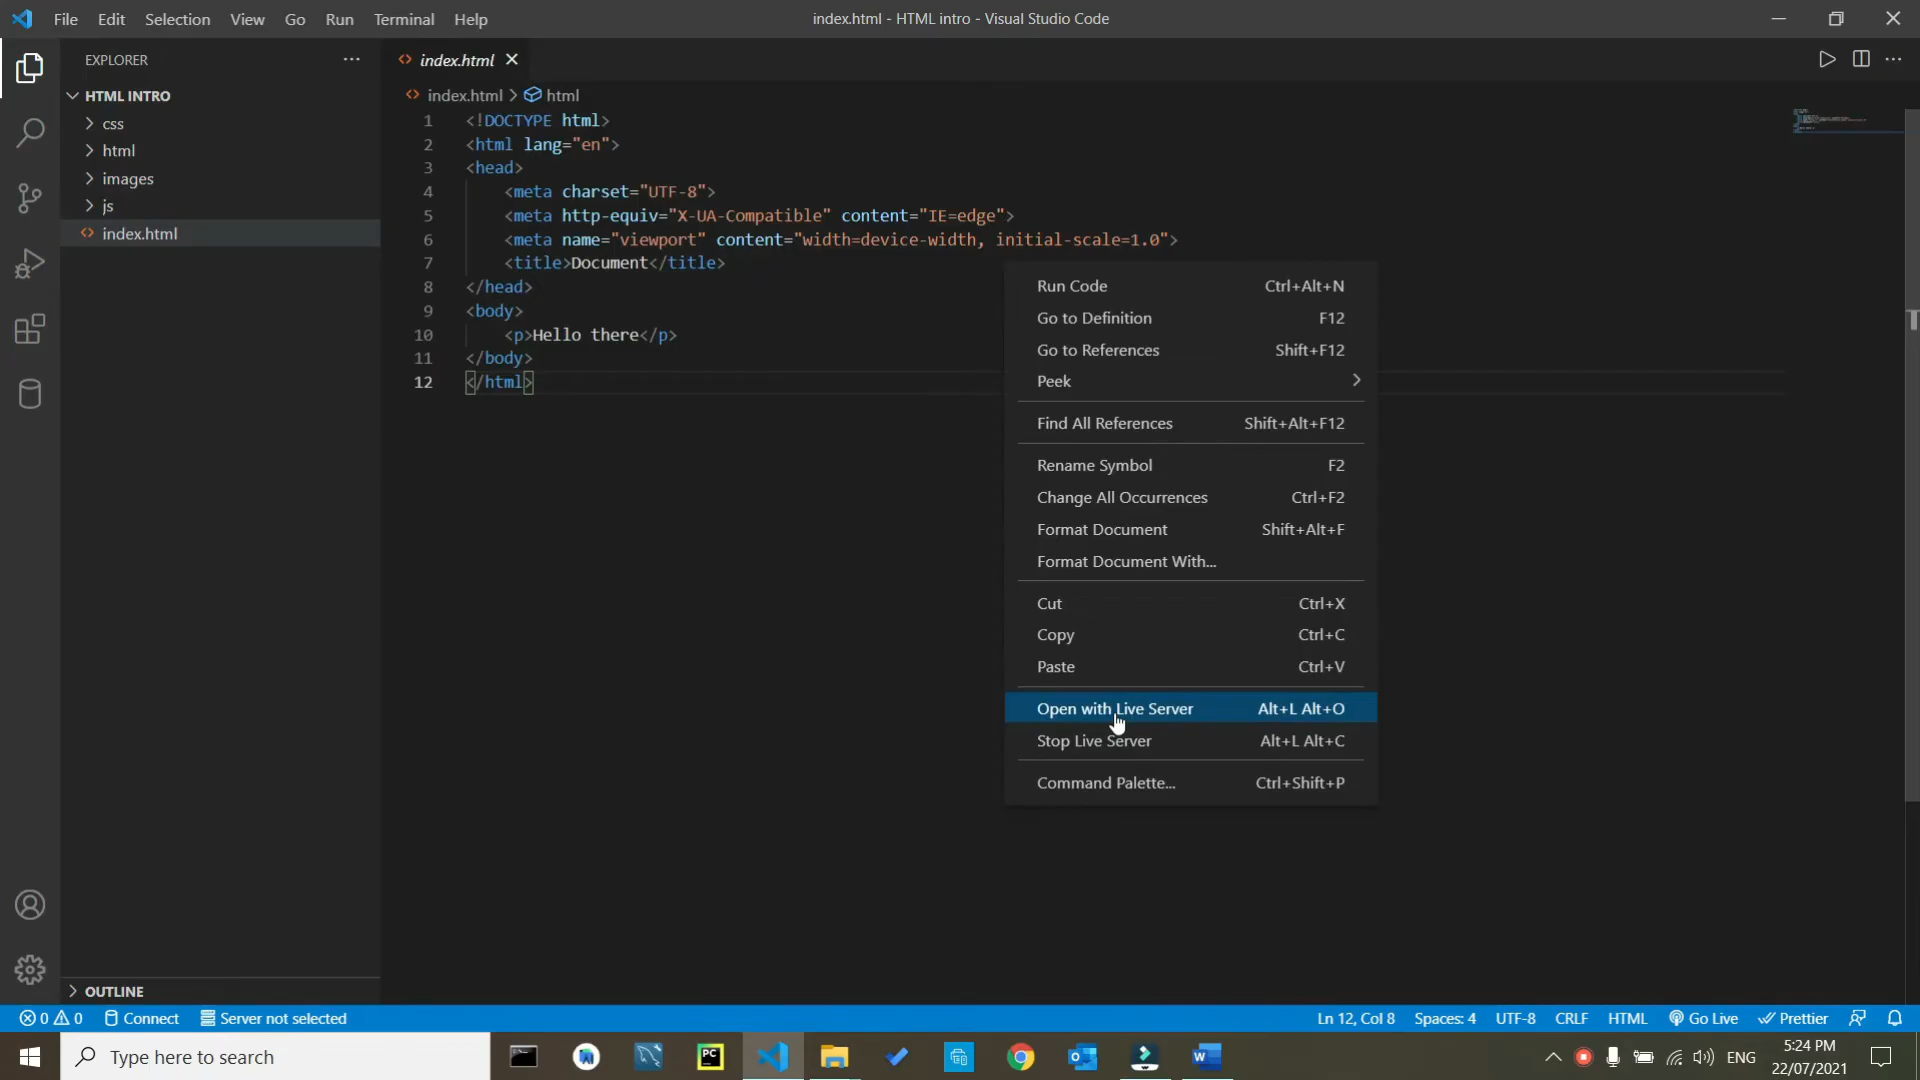 File Edit Selection View Go Run Terminal Help
index.html - HTML intro - Visual Studio Code
EXPLORER
HTML INTRO
css
html
images
js
index.html
OUTLINE
index.html
index.html > html
1 <!DOCTYPE html>
2 <html lang="en">
3 <head>
4 <meta charset="UTF-8">
5 <meta http-equiv="X-UA-Compatible" content="IE=edge">
6 <meta name="viewport" content="width=device-width, initial-scale=1.0">
7 <title>Document</title>
8 </head>
9 <body>
10 <p>Hello there</p>
11 </body>
12 </html>
Run Code Ctrl+Alt+N
Go to Definition F12
Go to References Shift+F12
Peek
Find All References Shift+Alt+F12
Rename Symbol F2
Change All Occurrences Ctrl+F2
Format Document Shift+Alt+F
Format Document With...
Cut Ctrl+X
Copy Ctrl+C
Paste Ctrl+V
Open with Live Server Alt+L Alt+O
Stop Live Server Alt+L Alt+C
Command Palette... Ctrl+Shift+P
0 0 Connect Server not selected
Ln 12, Col 8 Spaces: 4 UTF-8 CRLF HTML Go Live Prettier
Type here to search
PC
ENG
5:24 PM
22/07/2021